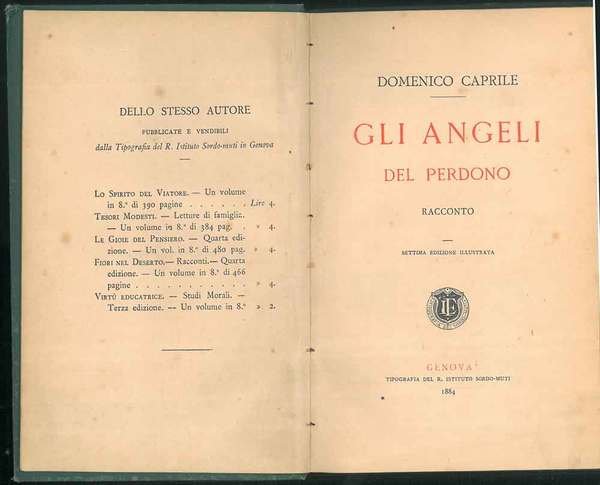 DELLO STESSO AUTORE
PUBBLICATE E VENDIBILI
dalla Tipografia del R. Istituto Sordo-muti in Genova
LO SPIRITO DEL VIATORE. — Un volume
in 8.º di 390 pagine . . . . . . Lire 4.
TESORI MODESTI. — Letture di famiglia.
— Un volume in 8.º di 384 pag. . » 4.
LE GIOIE DEL PENSIERO. — Quarta edi-
zione. — Un vol. in 8.º di 480 pag. » 4.
FIORI NEL DESERTO.— Racconti.— Quarta
edizione. — Un volume in 8.º di 466
pagine . . . . . . . . . . . » 4.
VIRTÙ EDUCATRICE. — Studi Morali. —
Terza edizione. — Un volume in 8.º » 2.
DOMENICO CAPRILE
GLI ANGELI
DEL PERDONO
RACCONTO
SETTIMA EDIZIONE ILLUSTRATA
GENOVA
TIPOGRAFIA DEL R. ISTITUTO SORDO-MUTI
1884